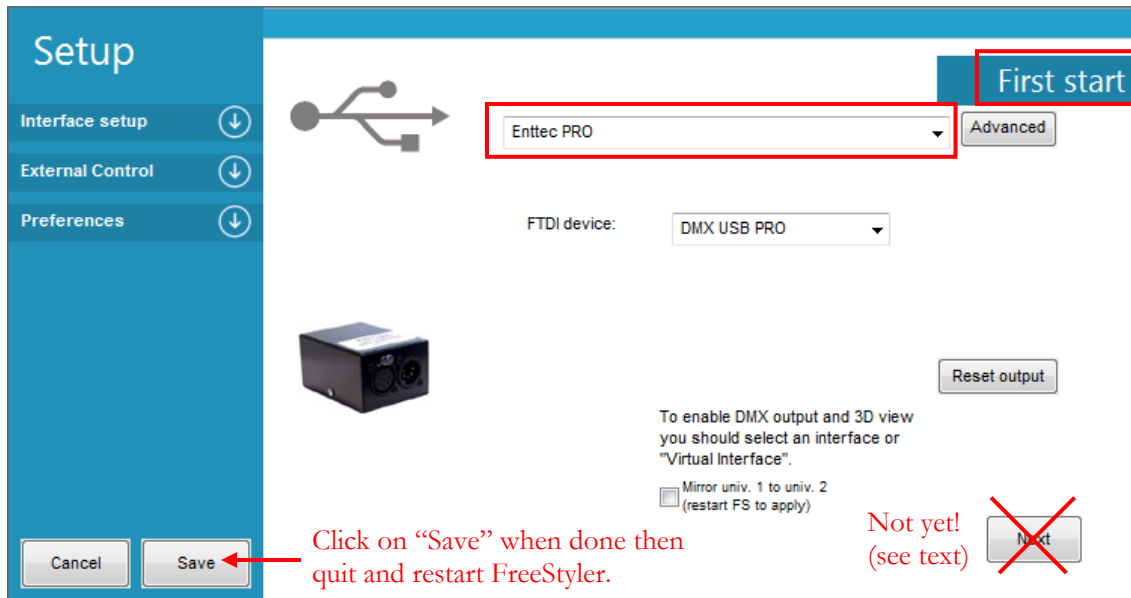 Setup
First start
Interface setup
Enttec PRO
Advanced
External Control
Preferences
FTDI device:
DMX USB PRO
Reset output
To enable DMX output and 3D view
you should select an interface or
"Virtual Interface".
Mirror univ. 1 to univ. 2
(restart FS to apply)
Not yet!
(see text)
Next
Cancel
Save
Click on “Save” when done then
quit and restart FreeStyler.